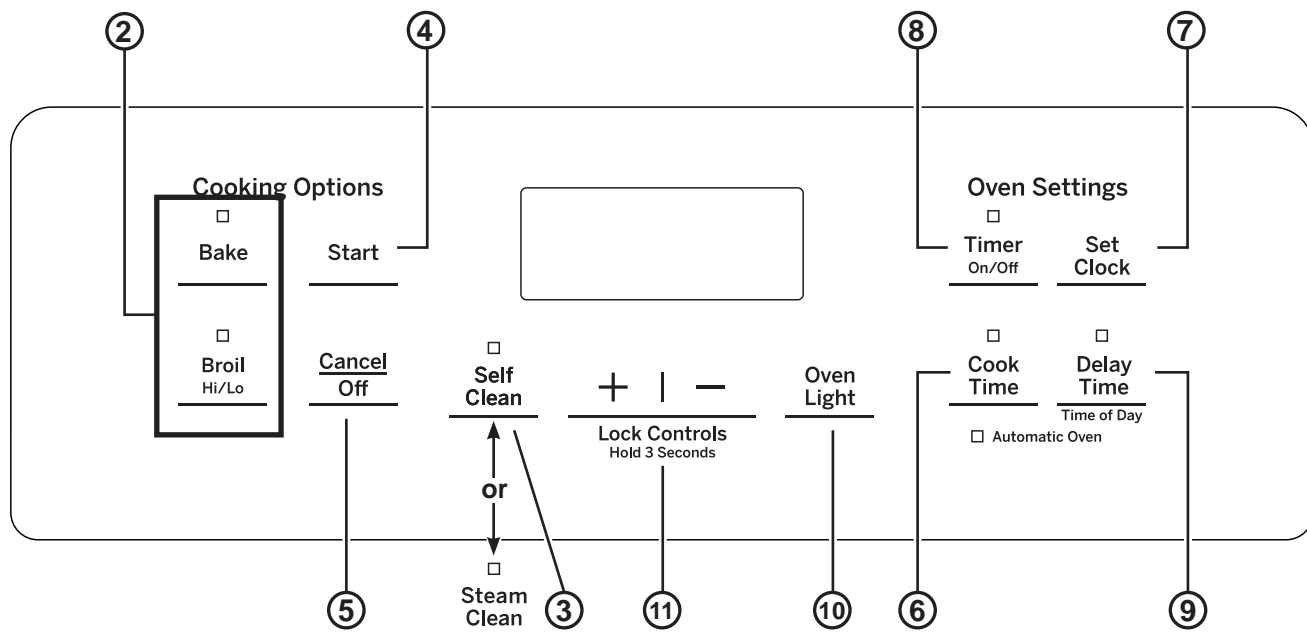 2 4 8 7
Cooking Options
Oven Settings
Bake
Start
Timer
On/Off
Set
Clock
Broil
Hi/Lo
Cancel
Off
Self
Clean
+ | −
Lock Controls
Hold 3 Seconds
Oven
Light
Cook
Time
Delay
Time
Time of Day
Automatic Oven
or
Steam
Clean
5 3 11 10 6 9